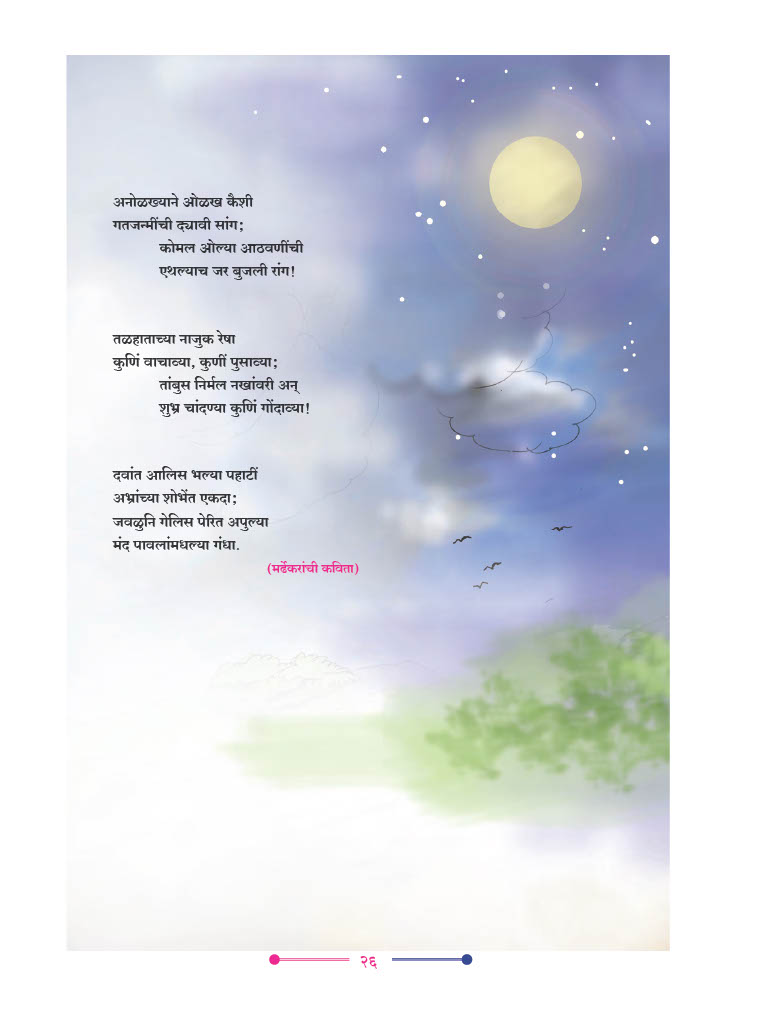 अनोळख्याने ओळख कैशी
गतजन्मींची द्यावी सांग;
कोमल ओल्या आठवणींची
एथल्याच जर बुजली रांग!
तळहाताच्या नाजुक रेषा
कुणिं वाचाव्या, कुणीं पुसाव्या;
तांबुस निर्मल नखांवरी अन्
शुभ्र चांदण्या कुणिं गोंदाव्या!
दवांत आलिस भल्या पहाटीं
अभ्रांच्या शोभेंत एकदा;
जवळुनि गेलिस पेरित अपुल्या
मंद पावलांमधल्या गंधा.
(मर्ढेकरांची कविता)
२६